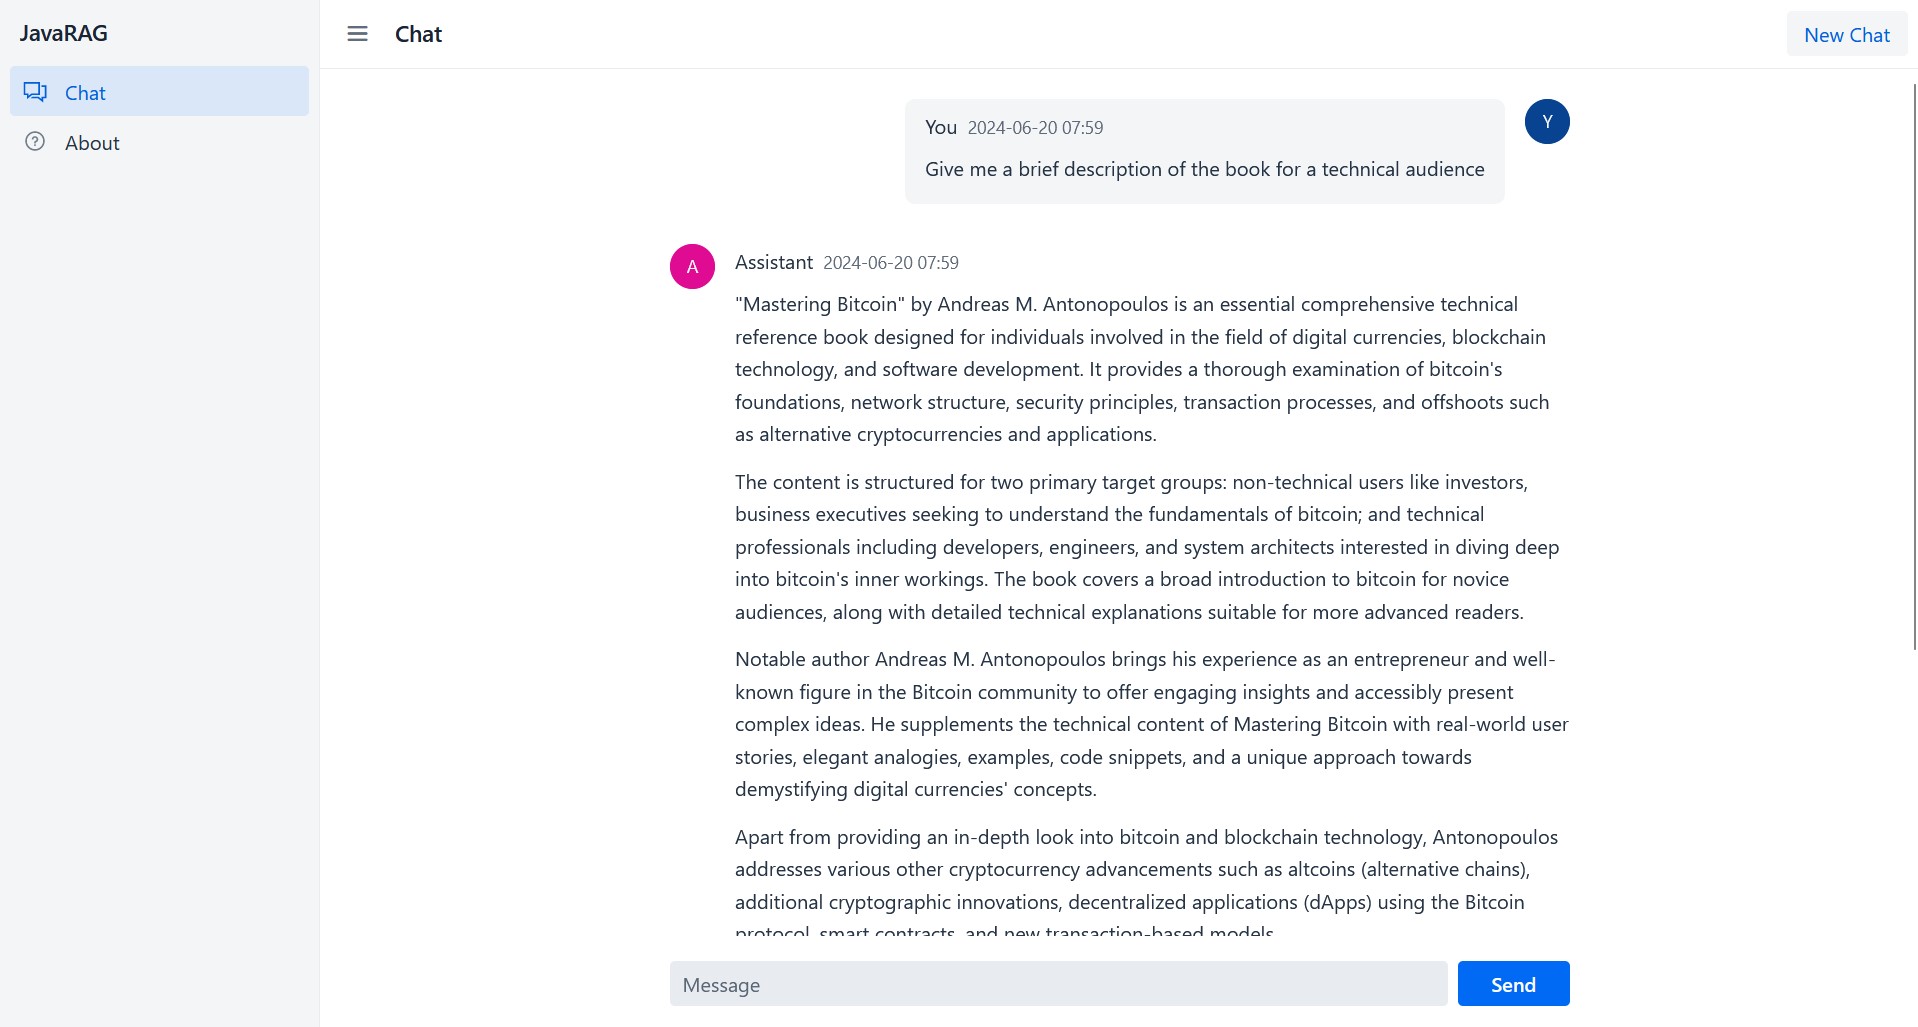 JavaRAG
Chat
About
Chat
New Chat
You 2024-06-20 07:59
Y
Give me a brief description of the book for a technical audience
A
Assistant 2024-06-20 07:59
"Mastering Bitcoin" by Andreas M. Antonopoulos is an essential comprehensive technical
reference book designed for individuals involved in the field of digital currencies, blockchain
technology, and software development. It provides a thorough examination of bitcoin's
foundations, network structure, security principles, transaction processes, and offshoots such
as alternative cryptocurrencies and applications.
The content is structured for two primary target groups: non-technical users like investors,
business executives seeking to understand the fundamentals of bitcoin; and technical
professionals including developers, engineers, and system architects interested in diving deep
into bitcoin's inner workings. The book covers a broad introduction to bitcoin for novice
audiences, along with detailed technical explanations suitable for more advanced readers.
Notable author Andreas M. Antonopoulos brings his experience as an entrepreneur and well-
known figure in the Bitcoin community to offer engaging insights and accessibly present
complex ideas. He supplements the technical content of Mastering Bitcoin with real-world user
stories, elegant analogies, examples, code snippets, and a unique approach towards
demystifying digital currencies' concepts.
Apart from providing an in-depth look into bitcoin and blockchain technology, Antonopoulos
addresses various other cryptocurrency advancements such as altcoins (alternative chains),
additional cryptographic innovations, decentralized applications (dApps) using the Bitcoin
protocol, smart contracts, and new transaction-based models.
Message
Send